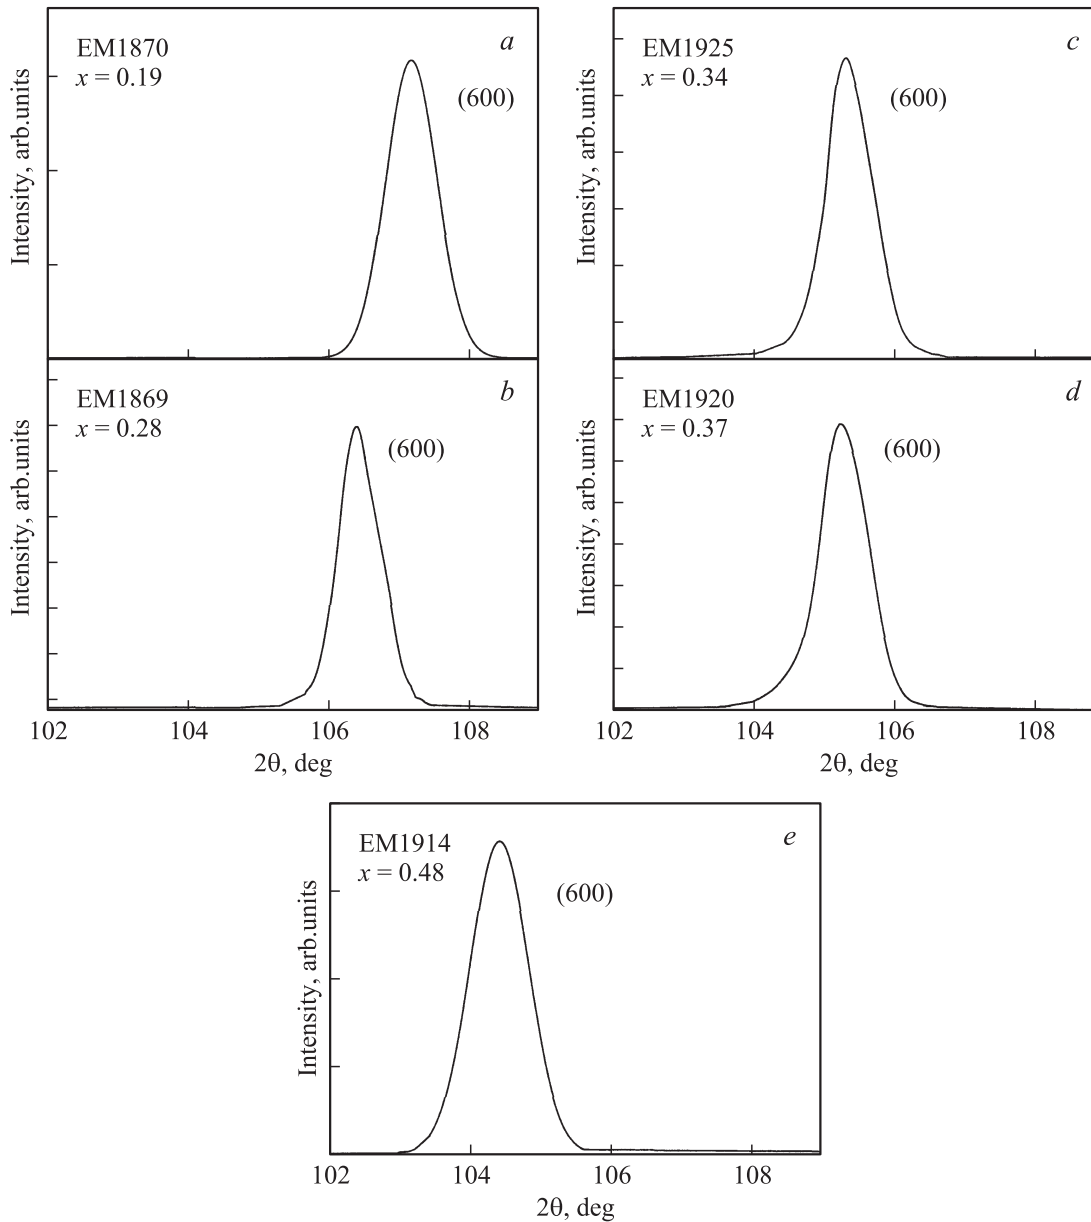 EM1870
x = 0.19
a
(600)
Intensity, arb.units
EM1925
x = 0.34
c
(600)
Intensity, arb.units
EM1869
x = 0.28
b
(600)
Intensity, arb.units
102 104 106 108
2θ, deg
EM1920
x = 0.37
d
(600)
Intensity, arb.units
102 104 106 108
2θ, deg
EM1914
x = 0.48
e
(600)
Intensity, arb.units
102 104 106 108
2θ, deg